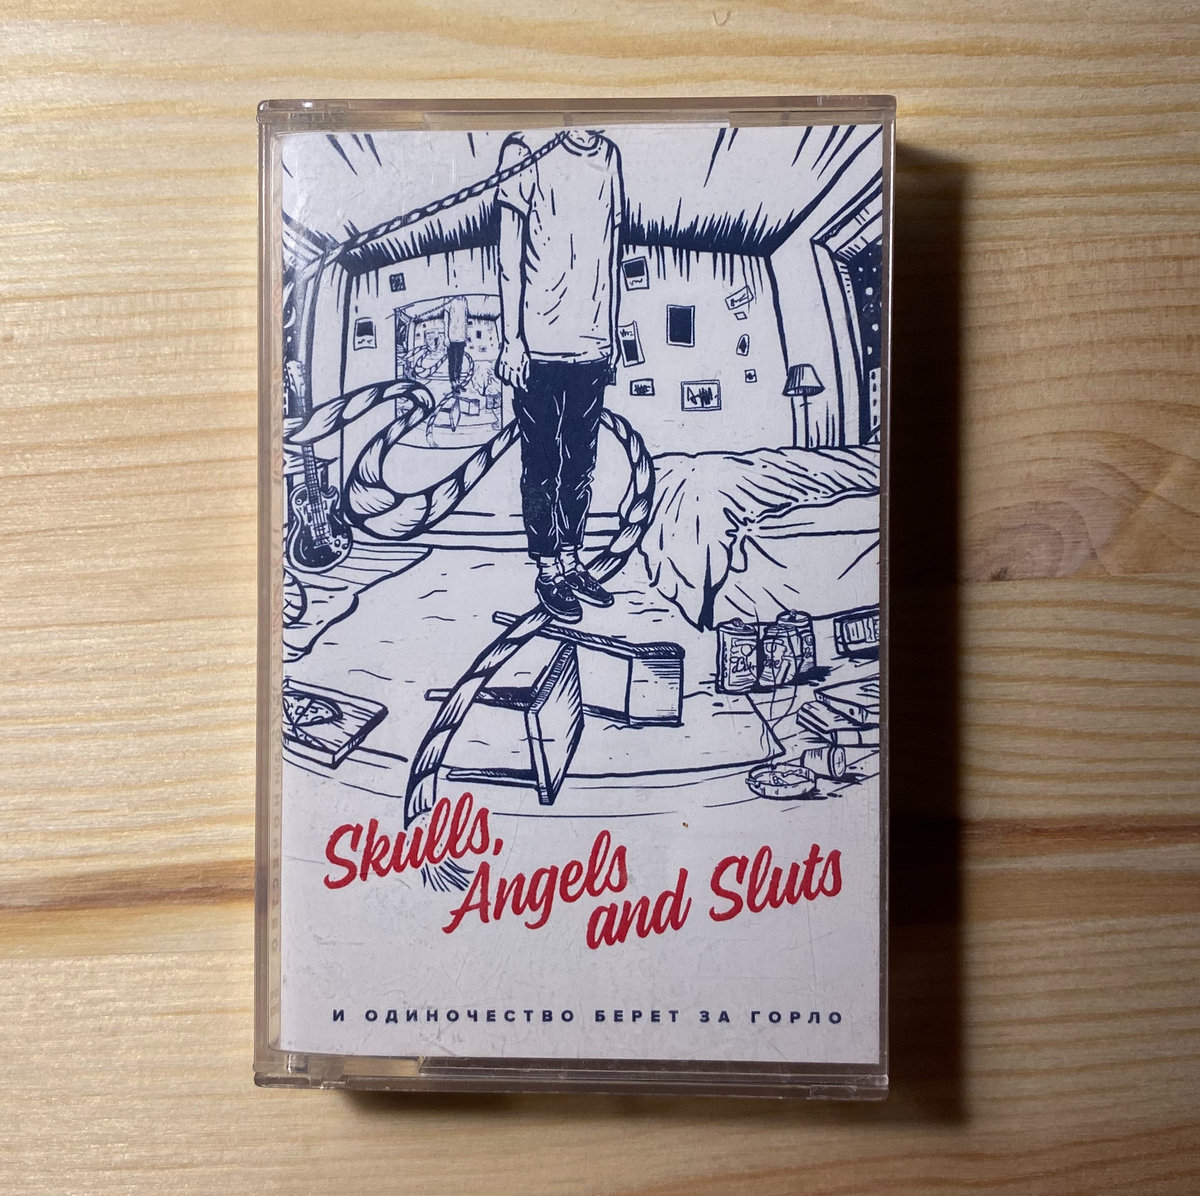 Skulls,
Angels
and Sluts
И ОДИНОЧЕСТВО БЕРЕТ ЗА ГОРЛО